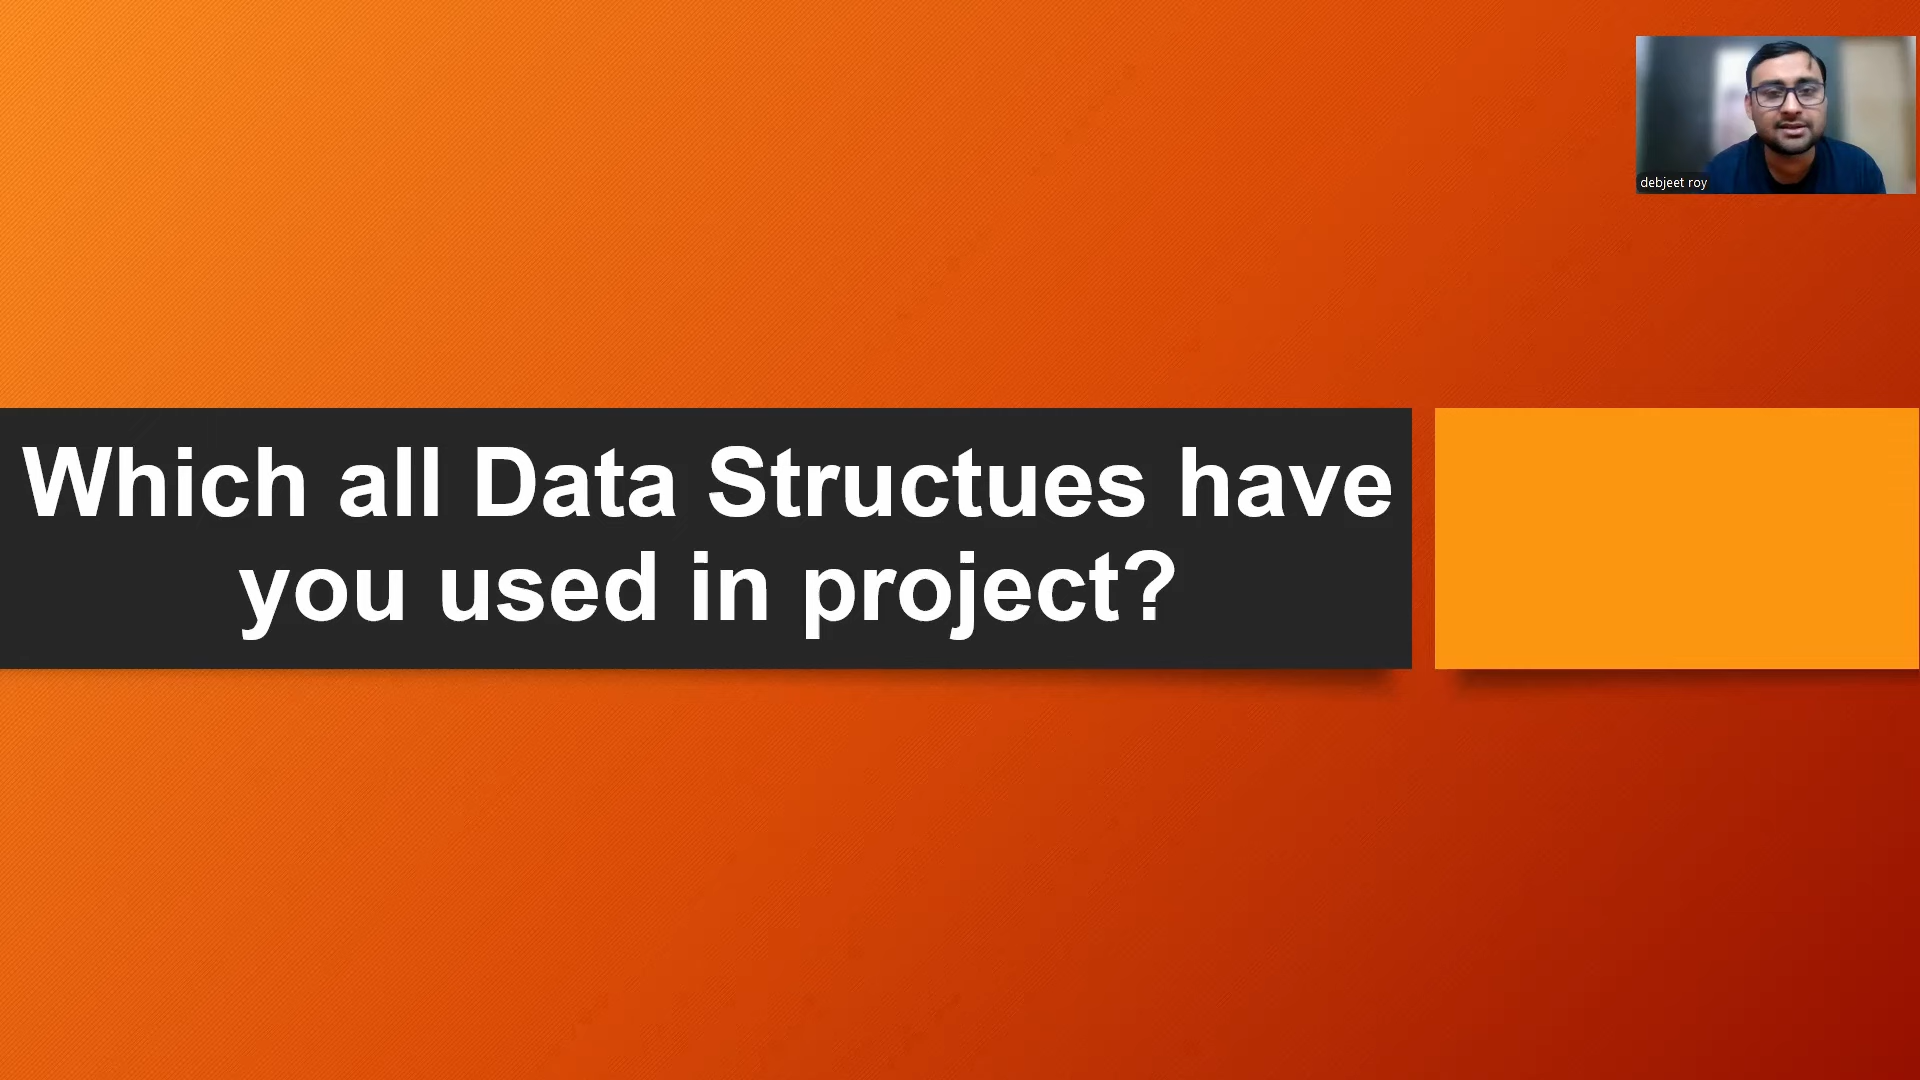 debjeet roy
Which all Data Structues have
you used in project?